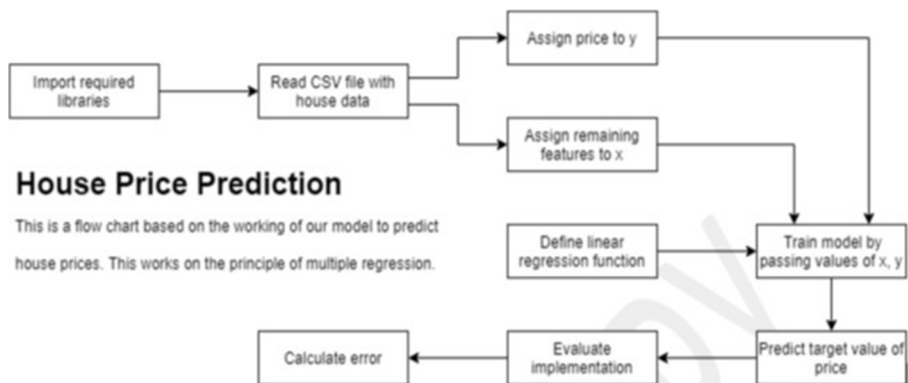 Import required
libraries
Read CSV file with
house data
Assign price to y
Assign remaining
features to x
House Price Prediction
This is a flow chart based on the working of our model to predict
house prices. This works on the principle of multiple regression.
Define linear
regression function
Train model by
passing values of x, y
Predict target value of
price
Evaluate
implementation
Calculate error